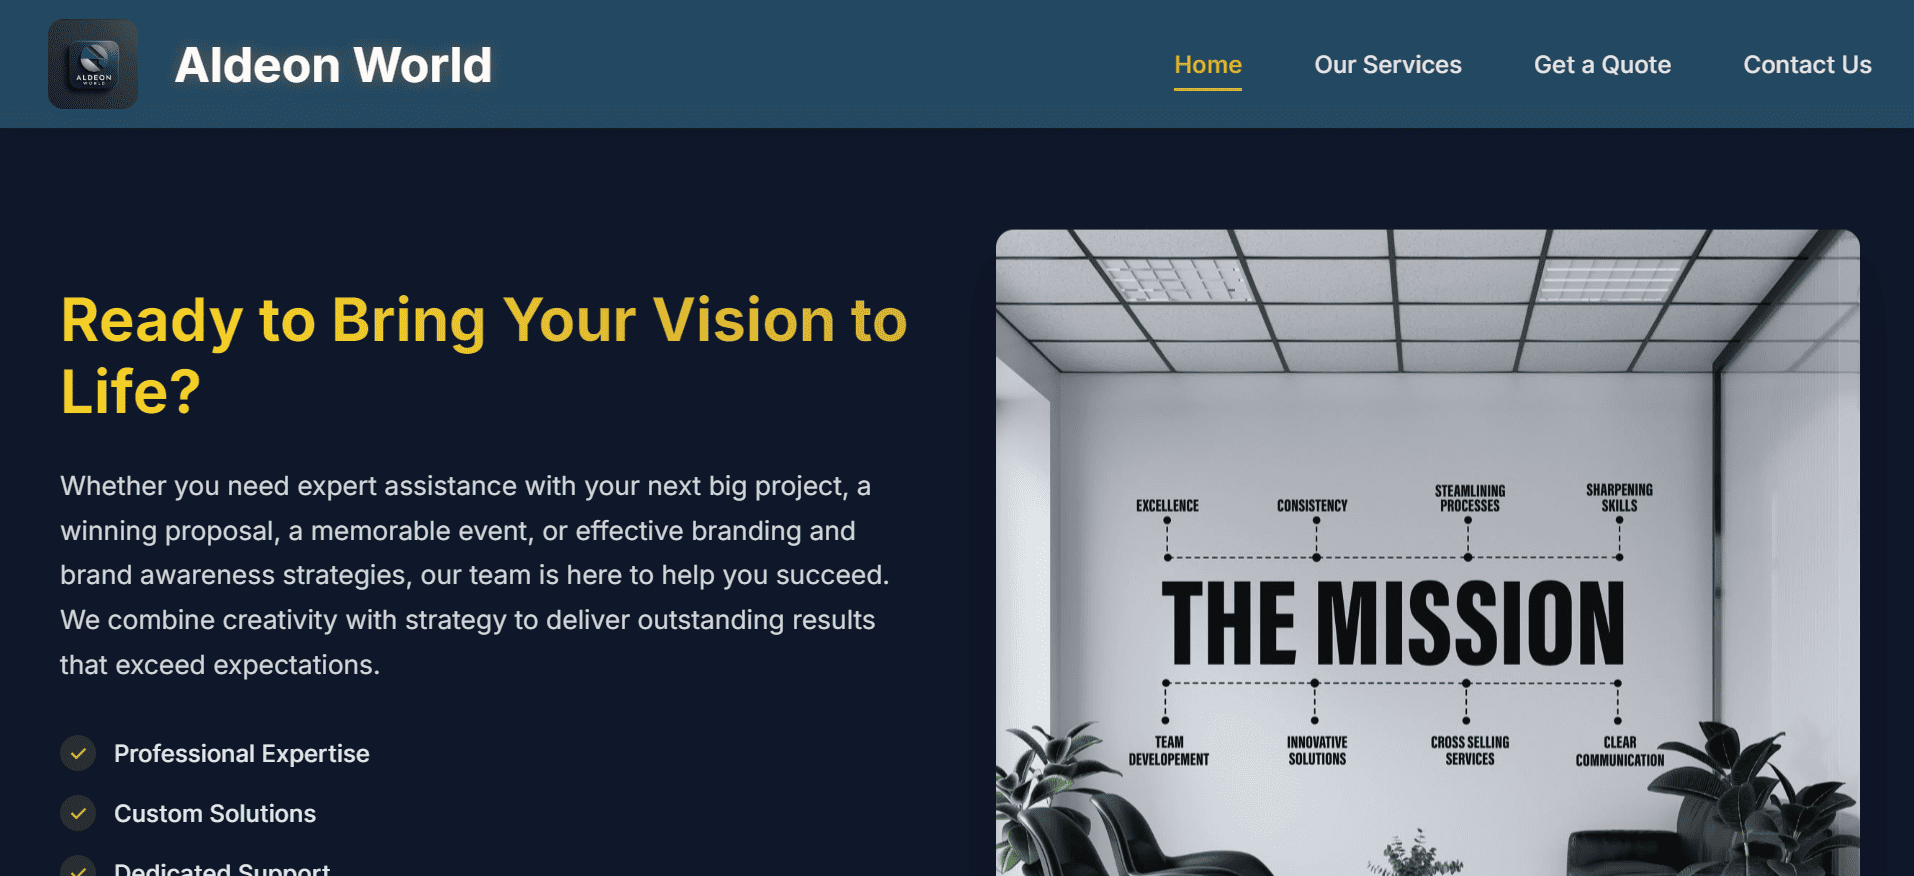 ALDEON
WORLD
Aldeon World
Home
Our Services
Get a Quote
Contact Us
Ready to Bring Your Vision to
Life?
Whether you need expert assistance with your next big project, a
winning proposal, a memorable event, or effective branding and
brand awareness strategies, our team is here to help you succeed.
We combine creativity with strategy to deliver outstanding results
that exceed expectations.
Professional Expertise
Custom Solutions
Dedicated Support
EXCELLENCE
CONSISTENCY
STEAMLINING
PROCESSES
SHARPENING
SKILLS
THE MISSION
TEAM
DEVELOPEMENT
INNOVATIVE
SOLUTIONS
CROSS SELLING
SERVICES
CLEAR
COMMUNICATION